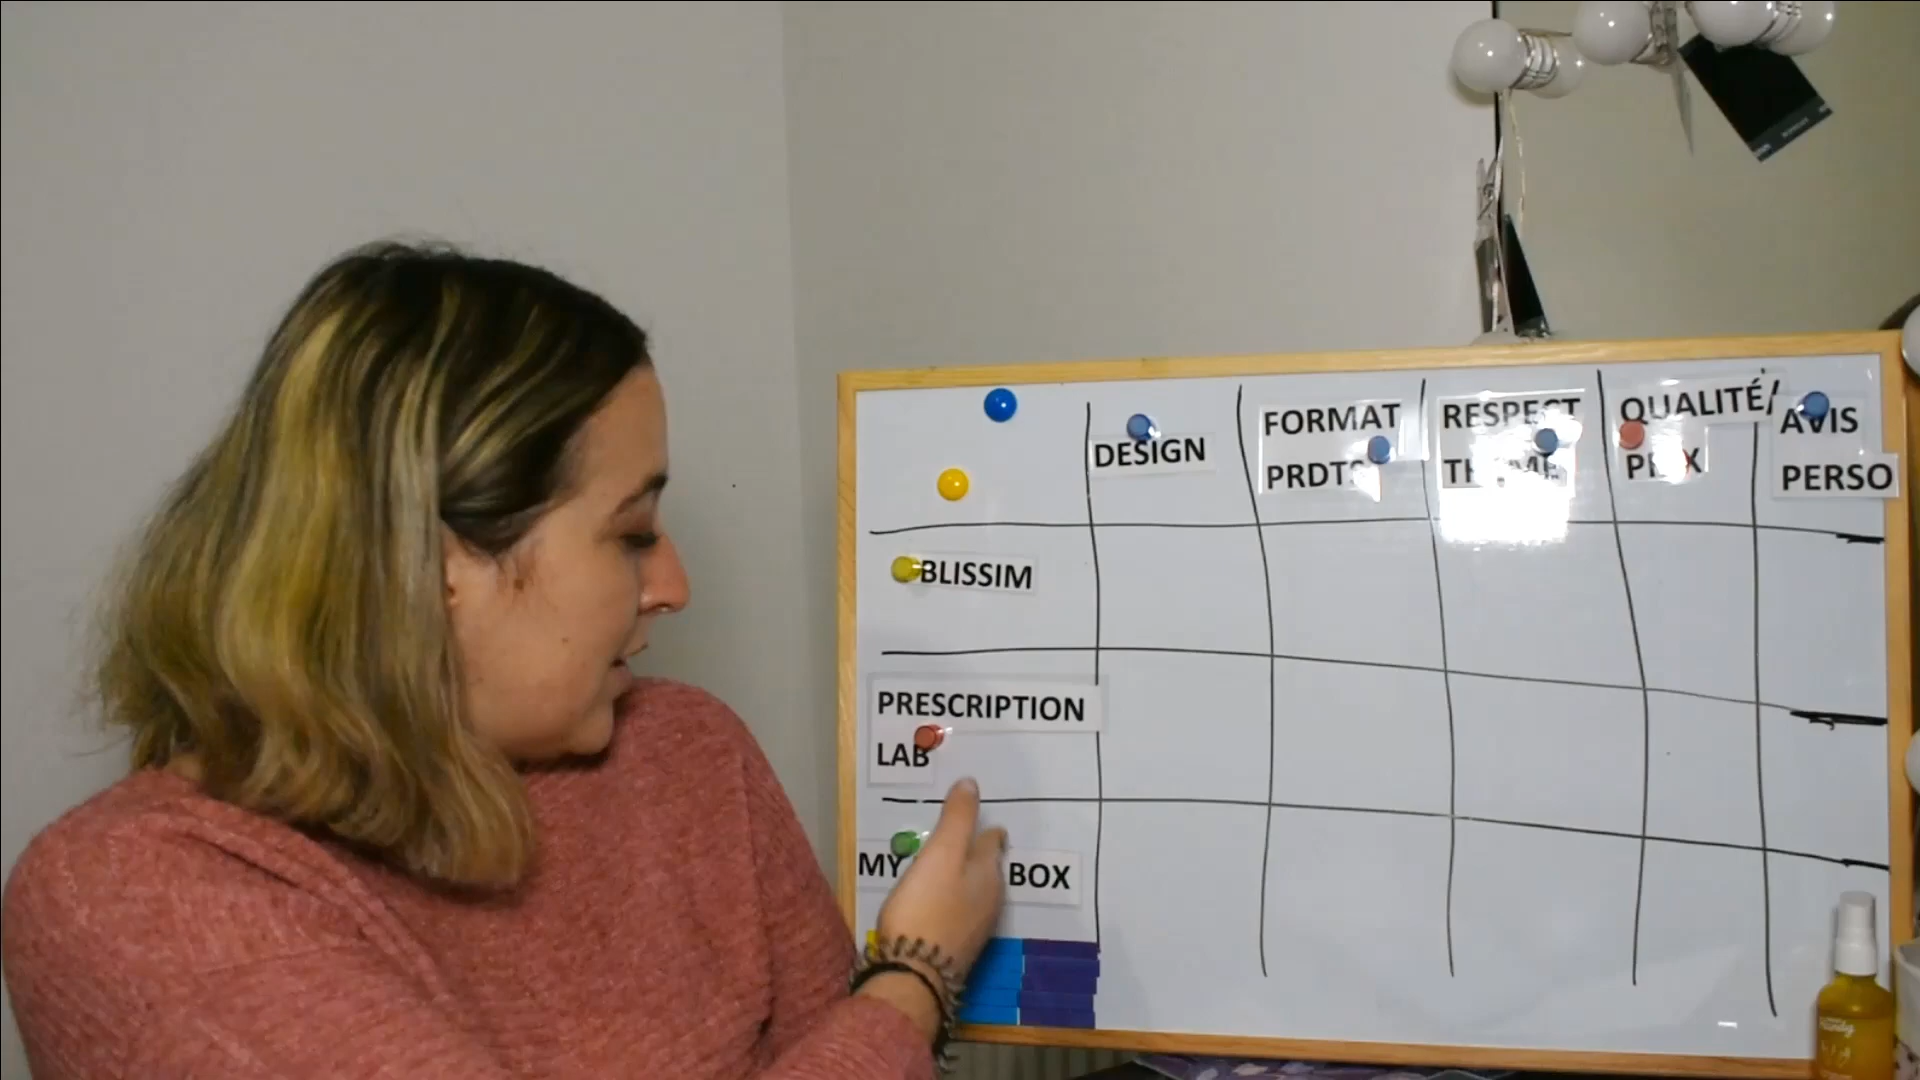 DESIGN
FORMAT
PRDTS
RESPECT
QUALITÉ/
AVIS
PERSO
BLISSIM
PRESCRIPTION
LAB
MY BOX